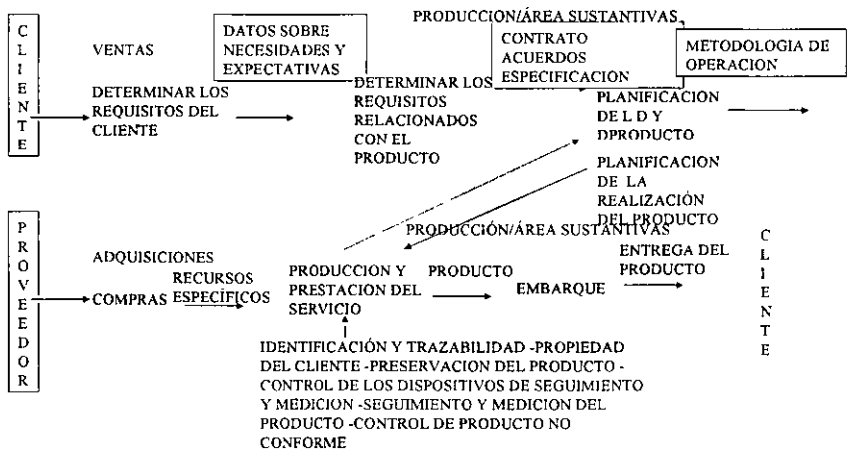 CLIENTE
VENTAS
DATOS SOBRE
NECESIDADES Y
EXPECTATIVAS
PRODUCCION/ÁREA SUSTANTIVAS
CONTRATO
ACUERDOS
ESPECIFICACION
METODOLOGIA DE
OPERACION
DETERMINAR LOS
REQUISITOS DEL
CLIENTE
DETERMINAR LOS
REQUISITOS
RELACIONADOS
CON EL
PRODUCTO
PLANIFICACION
DE L D Y
DPRODUCTO
PLANIFICACION
DE LA
REALIZACIÓN
DEL PRODUCTO
PROVEEDOR
ADQUISICIONES
COMPRAS
RECURSOS
ESPECÍFICOS
PRODUCCIÓN/ÁREA SUSTANTIVAS
PRODUCCION Y
PRESTACION DEL
SERVICIO
PRODUCTO
EMBARQUE
ENTREGA DEL
PRODUCTO
CLIENTE
IDENTIFICACIÓN Y TRAZABILIDAD -PROPIEDAD
DEL CLIENTE -PRESERVACION DEL PRODUCTO -
CONTROL DE LOS DISPOSITIVOS DE SEGUIMIENTO
Y MEDICION -SEGUIMIENTO Y MEDICION DEL
PRODUCTO -CONTROL DE PRODUCTO NO
CONFORME